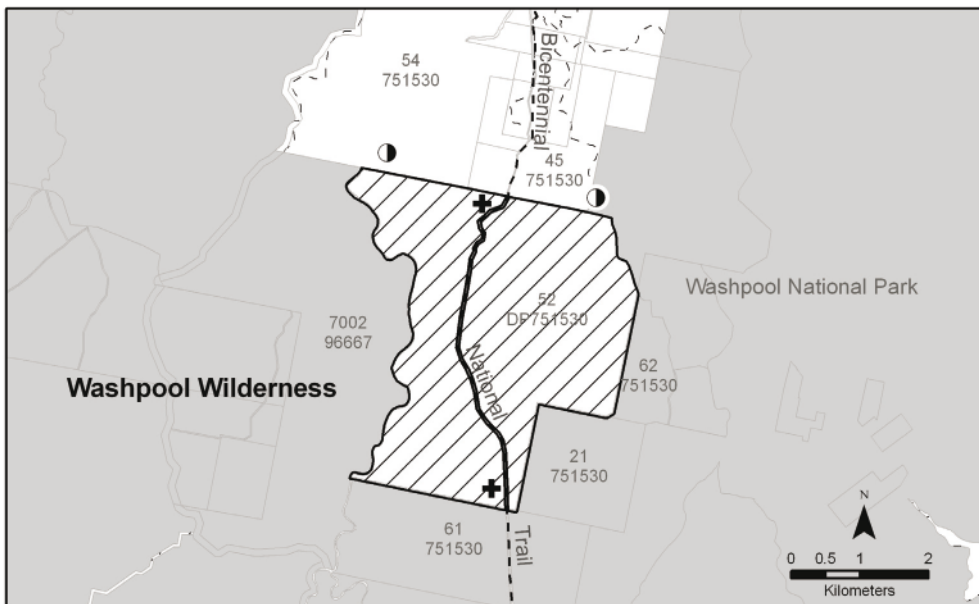 54
751530
Bicentennial
45
751530
Washpool National Park
52
DP751530
7002
96667
National
62
751530
Washpool Wilderness
21
751530
61
751530
Trail
N
0 0.5 1 2
Kilometers